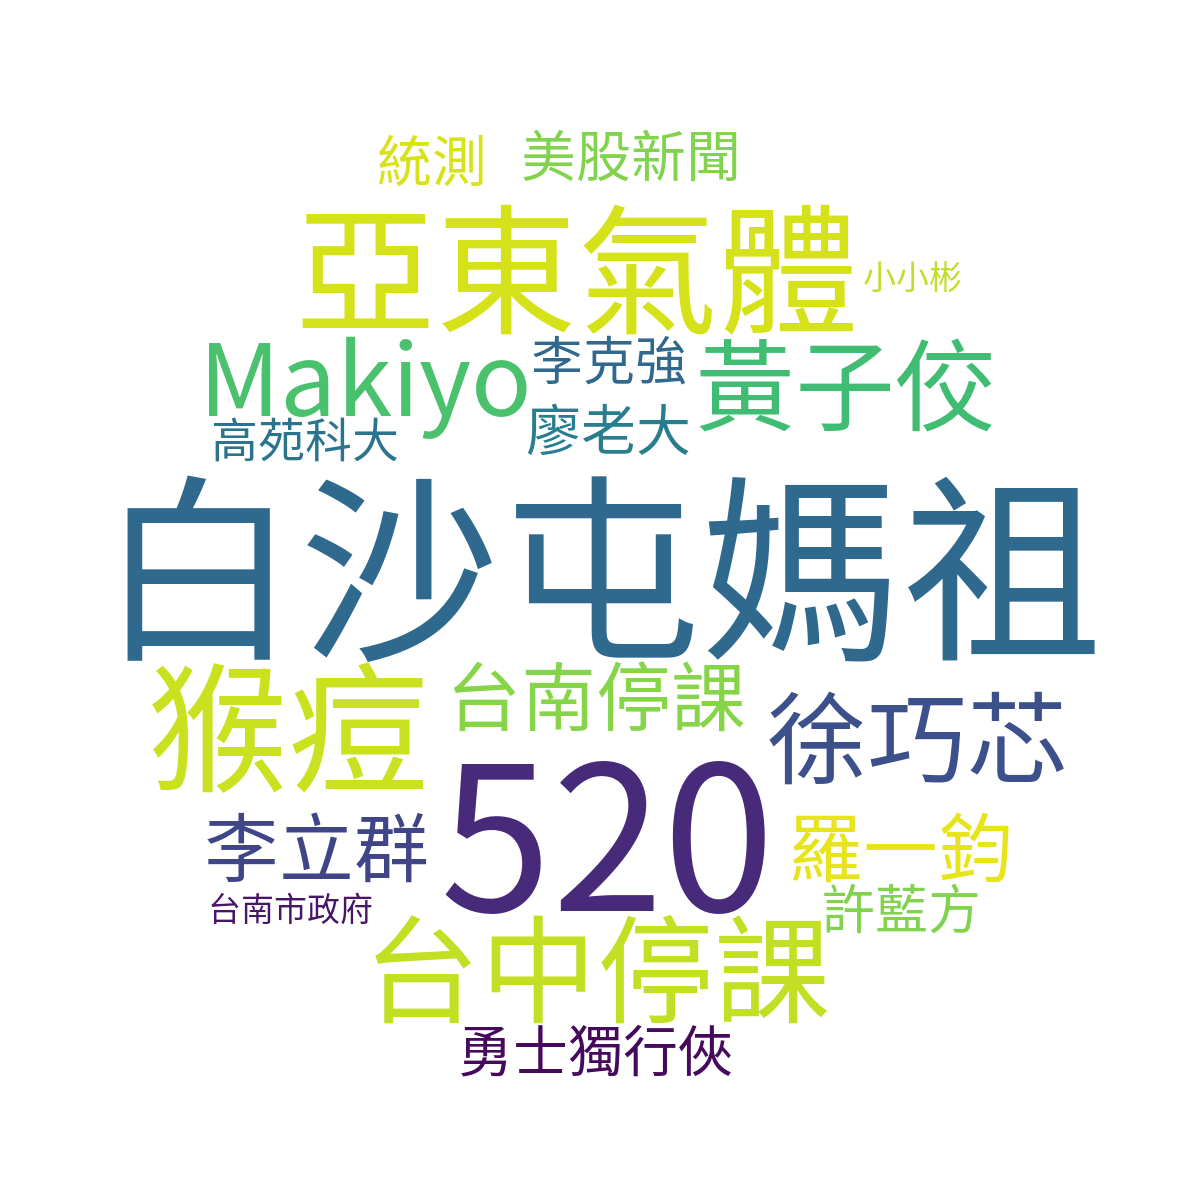 統測
美股新聞
亞東氣體
小小彬
Makiyo
李克強
黃子佼
高苑科大
廖老大
白沙屯媽祖
猴痘
台南停課
徐巧芯
520
李立群
羅一鈞
台南市政府
許藍方
台中停課
勇士獨行俠